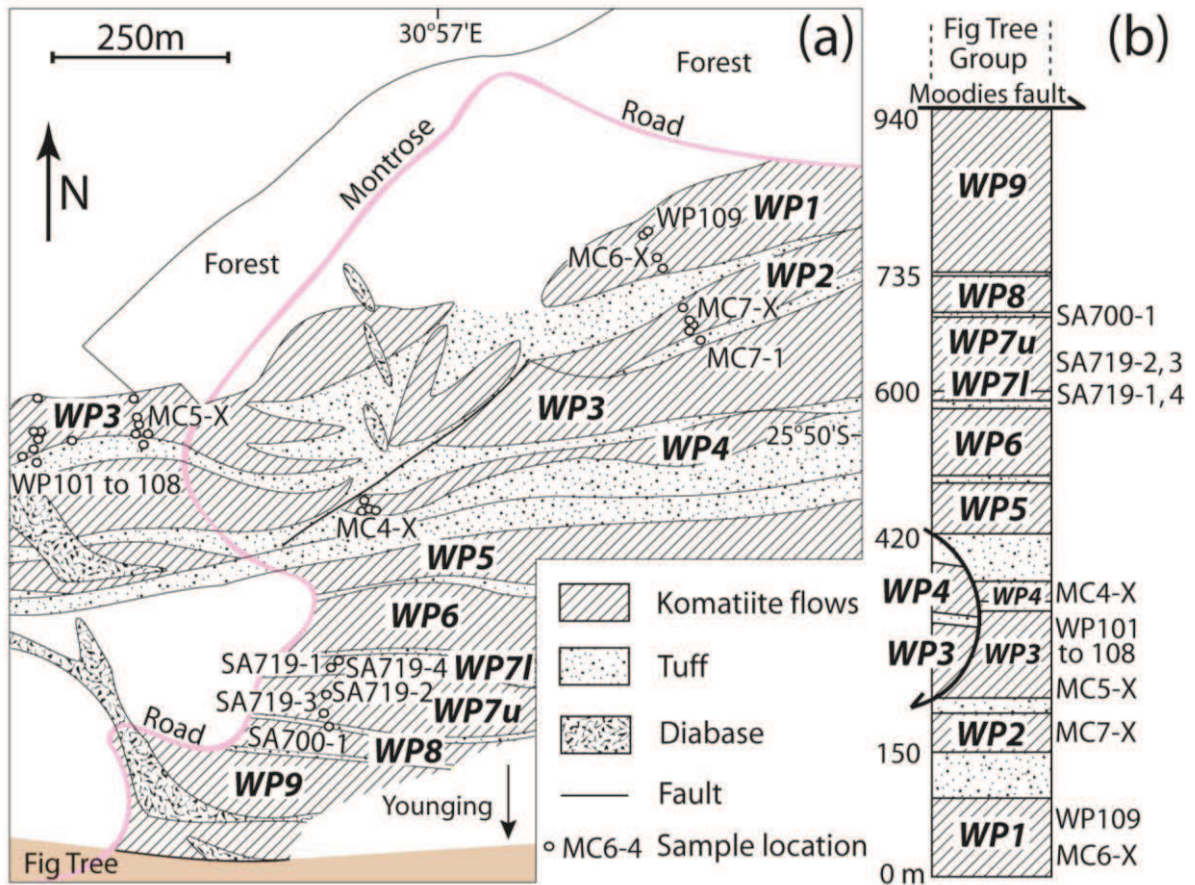 250m
30°57'E
(a)
Forest
Road
Montrose
N
WP109
WP1
MC6-X
Forest
WP2
MC7-X
MC7-1
WP3
MC5-X
WP3
25°50'S
WP4
WP101 to 108
MC4-X
WP5
WP6
SA719-1
SA719-4
WP7l
SA719-3
SA719-2
WP7u
Road
SA700-1
WP8
WP9
Younging
Fig Tree
Komatiite flows
Tuff
Diabase
Fault
MC6-4
Sample location
(b)
Fig Tree
Group
Moodies fault
940
WP9
735
WP8
SA700-1
WP7u
SA719-2, 3
WP7l
600
SA719-1, 4
WP6
WP5
420
WP4
WP4
MC4-X
WP3
WP3
WP101
to 108
MC5-X
WP2
MC7-X
150
WP1
WP109
MC6-X
0 m